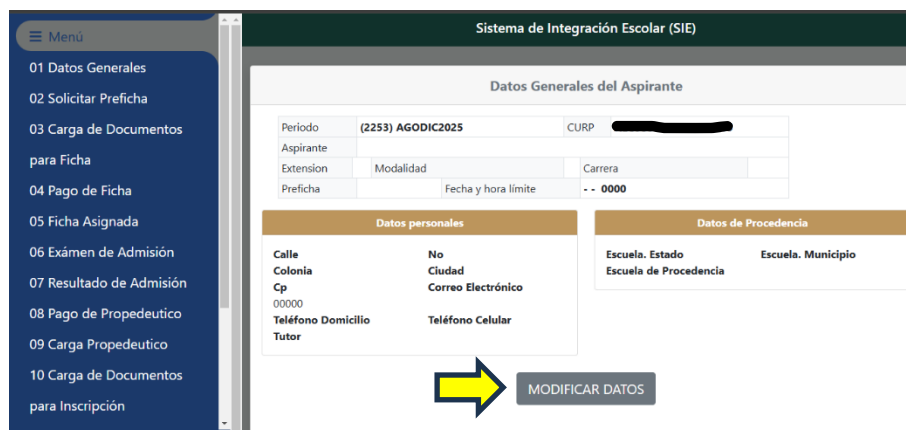 Menú
01 Datos Generales
02 Solicitar Preficha
03 Carga de Documentos
para Ficha
04 Pago de Ficha
05 Ficha Asignada
06 Exámen de Admisión
07 Resultado de Admisión
08 Pago de Propedeutico
09 Carga Propedeutico
10 Carga de Documentos
para Inscripción
Sistema de Integración Escolar (SIE)
Datos Generales del Aspirante
Periodo (2253) AGODIC2025 CURP
Aspirante
Extension Modalidad Carrera
Preficha Fecha y hora límite - - 0000
Datos personales
Calle No
Colonia Ciudad
Cp Correo Electrónico
00000
Teléfono Domicilio Teléfono Celular
Tutor
Datos de Procedencia
Escuela. Estado Escuela. Municipio
Escuela de Procedencia
MODIFICAR DATOS